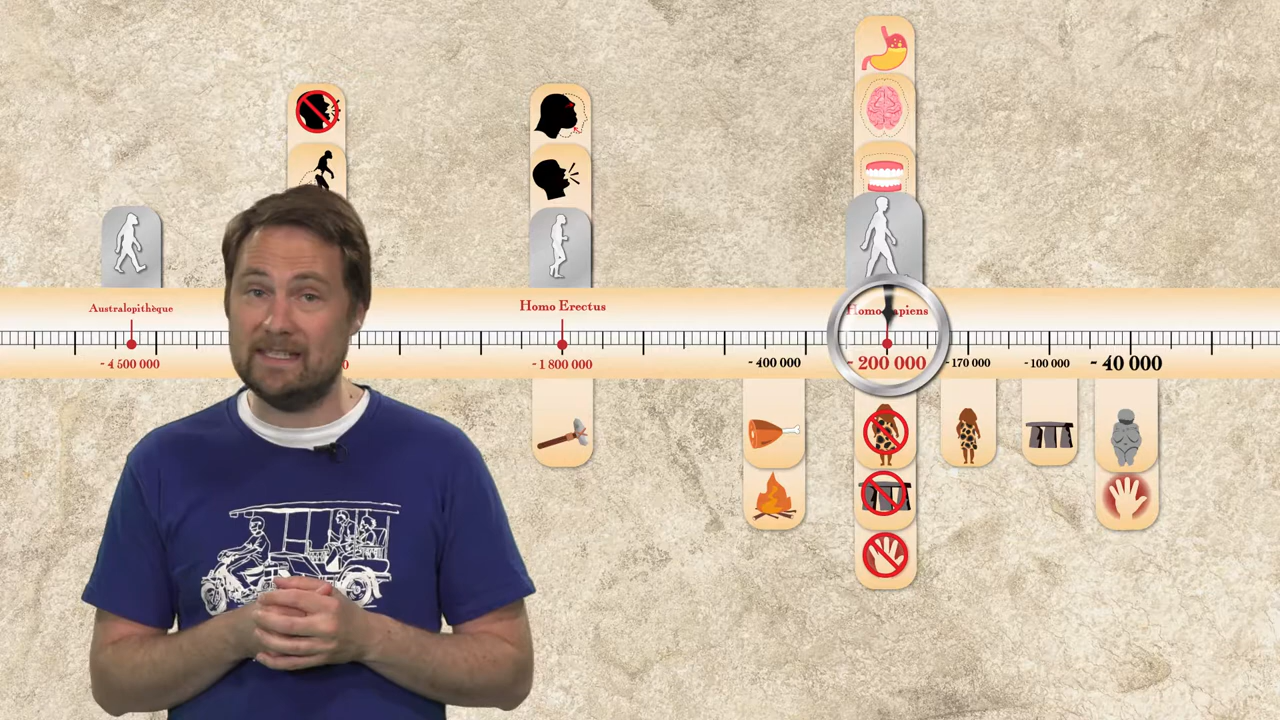 Australopithèque
Homo Erectus
- 4 500 000
- 1 800 000
- 400 000
- 200 000
- 170 000
- 100 000
- 40 000